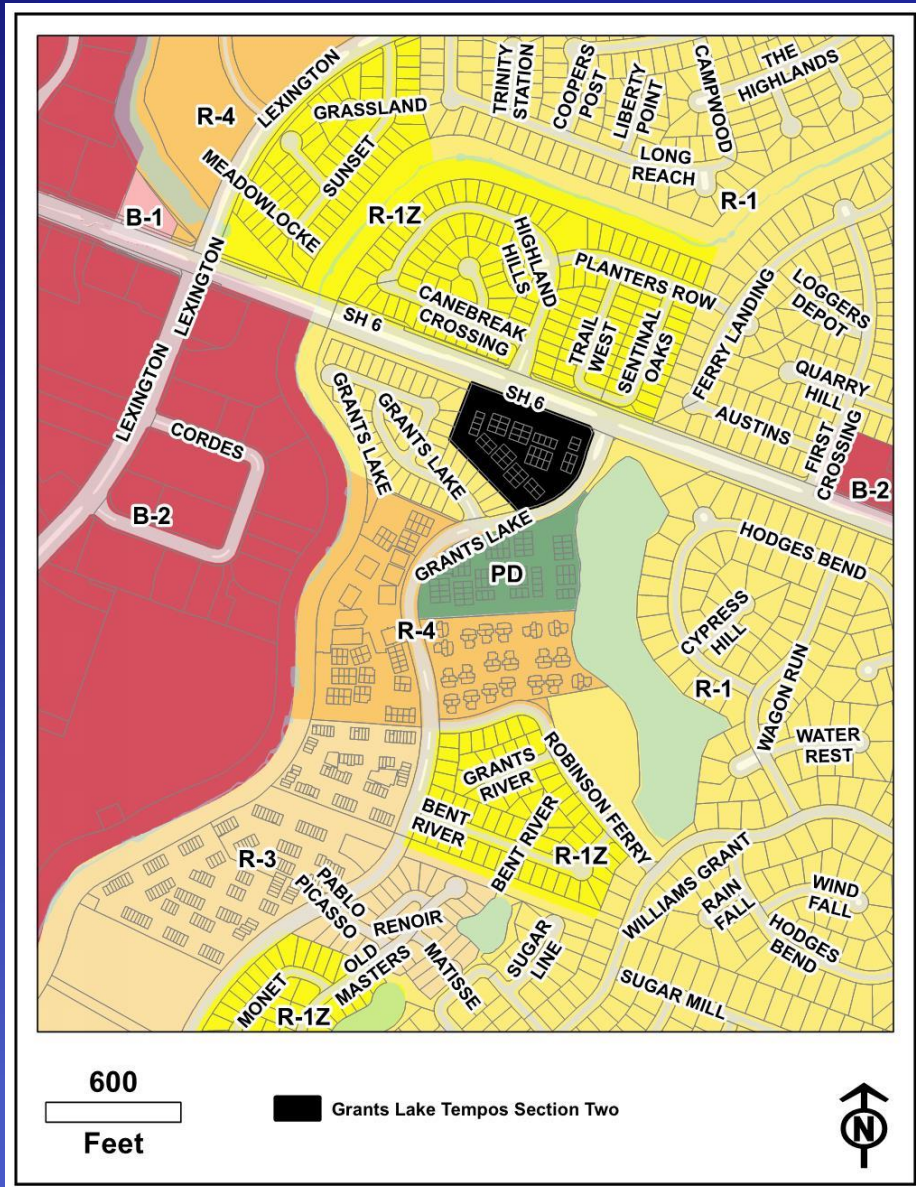 LEXINGTON
GRASSLAND
TRINITY
STATION
COOPERS
POST
LIBERTY
POINT
CAMPWOOD
THE
HIGHLANDS
R-4
SUNSET
MEADOWLOCKE
LONG
REACH
R-1
B-1
R-1Z
LEXINGTON
HIGHLAND
HILLS
PLANTERS ROW
CANEBREAK
CROSSING
SH 6
TRAIL
WEST
SENTINAL
OAKS
FERRY LANDING
LOGGERS
DEPOT
LEXINGTON
GRANTS LAKE
GRANTS LAKE
SH 6
QUARRY
HILL
AUSTINS
FIRST
CROSSING
B-2
CORDES
B-2
GRANTS LAKE
PD
HODGES BEND
CYPRESS
HILL
R-4
R-1
WAGON RUN
WATER
REST
GRANTS
RIVER
ROBINSON FERRY
BENT
RIVER
BENT RIVER
R-1Z
R-3
PABLO
PICASSO
RENOIR
WILLIAMS GRANT
RAIN
FALL
WIND
FALL
HODGES
BEND
OLD
MASTERS
MATISSE
SUGAR
LINE
MONET
R-1Z
SUGAR MILL
600
Feet
Grants Lake Tempos Section Two
N